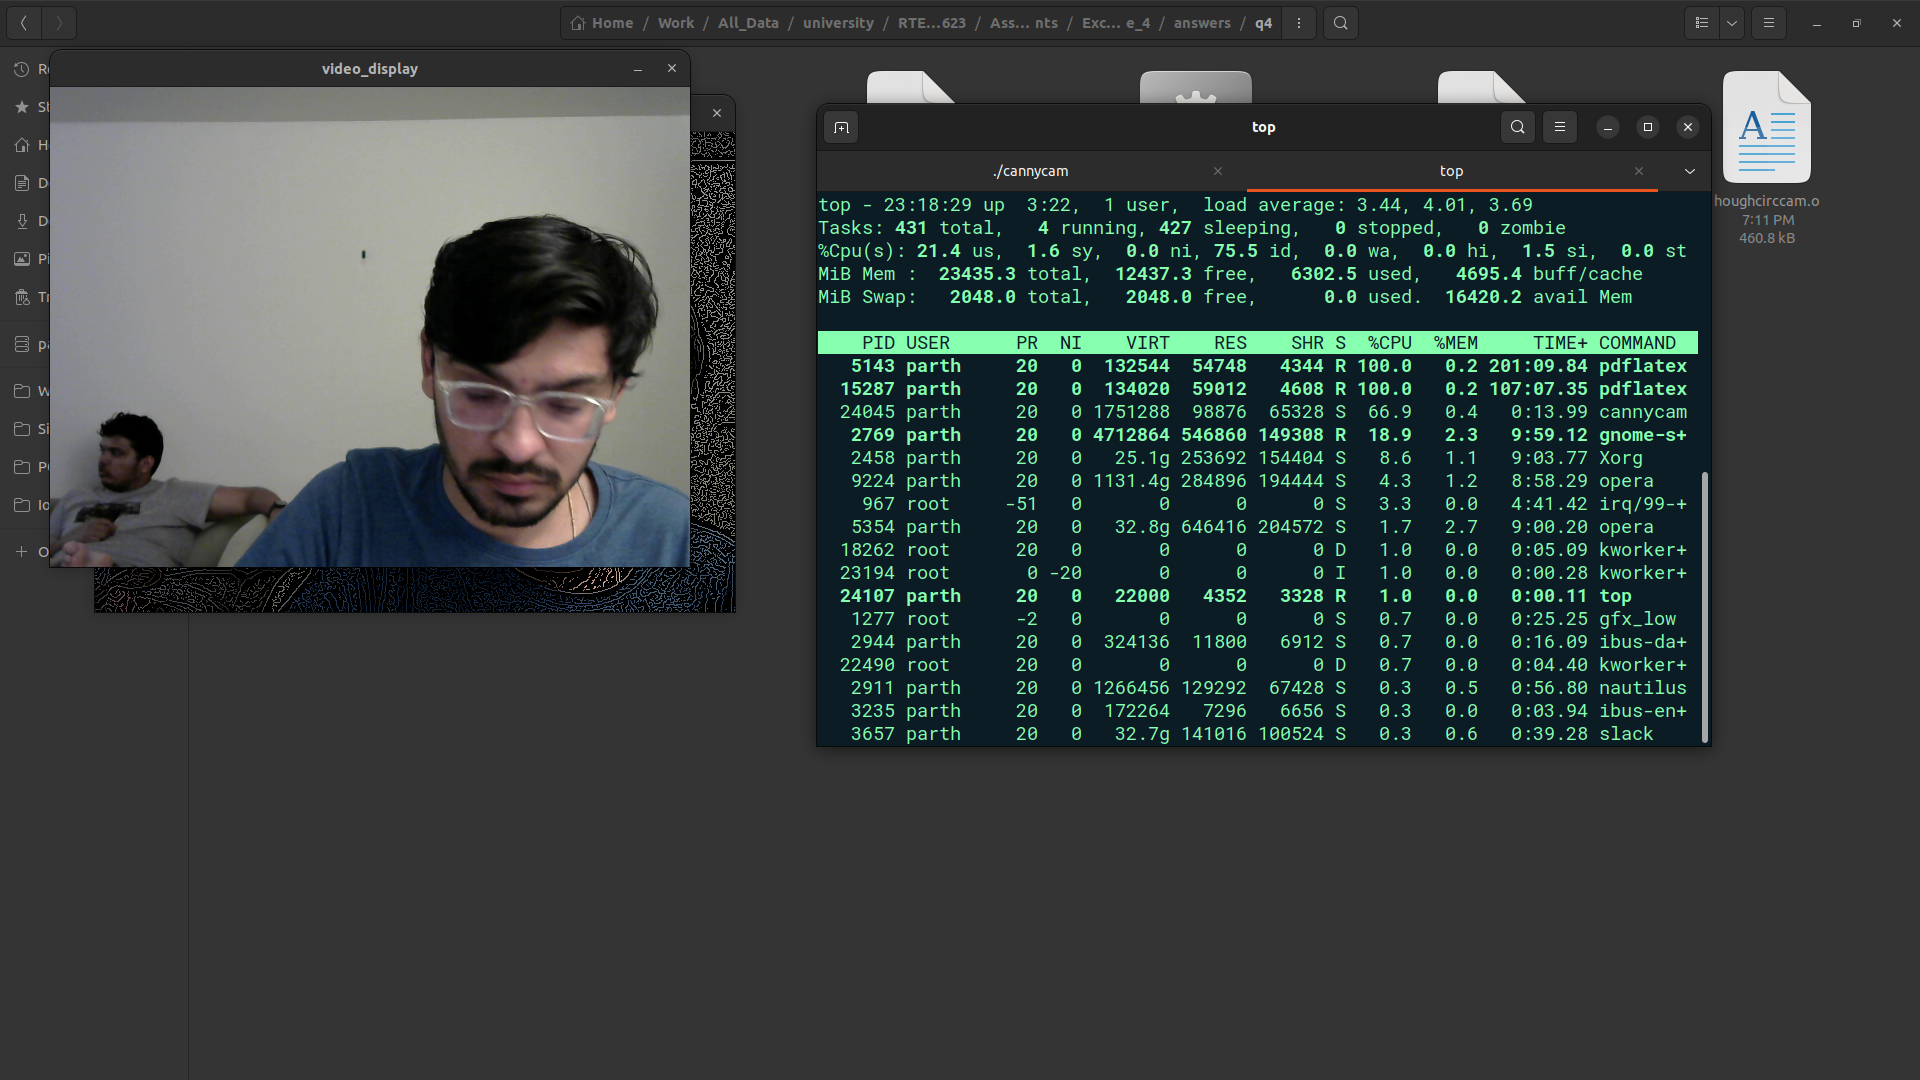 Home / Work / All_Data / university / RTE...623 / Ass... nts / Exc... e_4 / answers / q4
video_display
R
St
H
D
D
Pi
Tr
pa
W
Si
P
Io
O
houghcirccam.o
7:11 PM
460.8 kB
top
./cannycam
top
top - 23:18:29 up 3:22, 1 user, load average: 3.44, 4.01, 3.69
Tasks: 431 total, 4 running, 427 sleeping, 0 stopped, 0 zombie
%Cpu(s): 21.4 us, 1.6 sy, 0.0 ni, 75.5 id, 0.0 wa, 0.0 hi, 1.5 si, 0.0 st
MiB Mem : 23435.3 total, 12437.3 free, 6302.5 used, 4695.4 buff/cache
MiB Swap: 2048.0 total, 2048.0 free, 0.0 used. 16420.2 avail Mem
PID USER PR NI VIRT RES SHR S %CPU %MEM TIME+ COMMAND
5143 parth 20 0 132544 54748 4344 R 100.0 0.2 201:09.84 pdflatex
15287 parth 20 0 134020 59012 4608 R 100.0 0.2 107:07.35 pdflatex
24045 parth 20 0 1751288 98876 65328 S 66.9 0.4 0:13.99 cannycam
2769 parth 20 0 4712864 546860 149308 R 18.9 2.3 9:59.12 gnome-s+
2458 parth 20 0 25.1g 253692 154404 S 8.6 1.1 9:03.77 Xorg
9224 parth 20 0 1131.4g 284896 194444 S 4.3 1.2 8:58.29 opera
967 root -51 0 0 0 0 S 3.3 0.0 4:41.42 irq/99-+
5354 parth 20 0 32.8g 646416 204572 S 1.7 2.7 9:00.20 opera
18262 root 20 0 0 0 0 D 1.0 0.0 0:05.09 kworker+
23194 root 0 -20 0 0 0 I 1.0 0.0 0:00.28 kworker+
24107 parth 20 0 22000 4352 3328 R 1.0 0.0 0:00.11 top
1277 root -2 0 0 0 0 S 0.7 0.0 0:25.25 gfx_low
2944 parth 20 0 324136 11800 6912 S 0.7 0.0 0:16.09 ibus-da+
22490 root 20 0 0 0 0 D 0.7 0.0 0:04.40 kworker+
2911 parth 20 0 1266456 129292 67428 S 0.3 0.5 0:56.80 nautilus
3235 parth 20 0 172264 7296 6656 S 0.3 0.0 0:03.94 ibus-en+
3657 parth 20 0 32.7g 141016 100524 S 0.3 0.6 0:39.28 slack